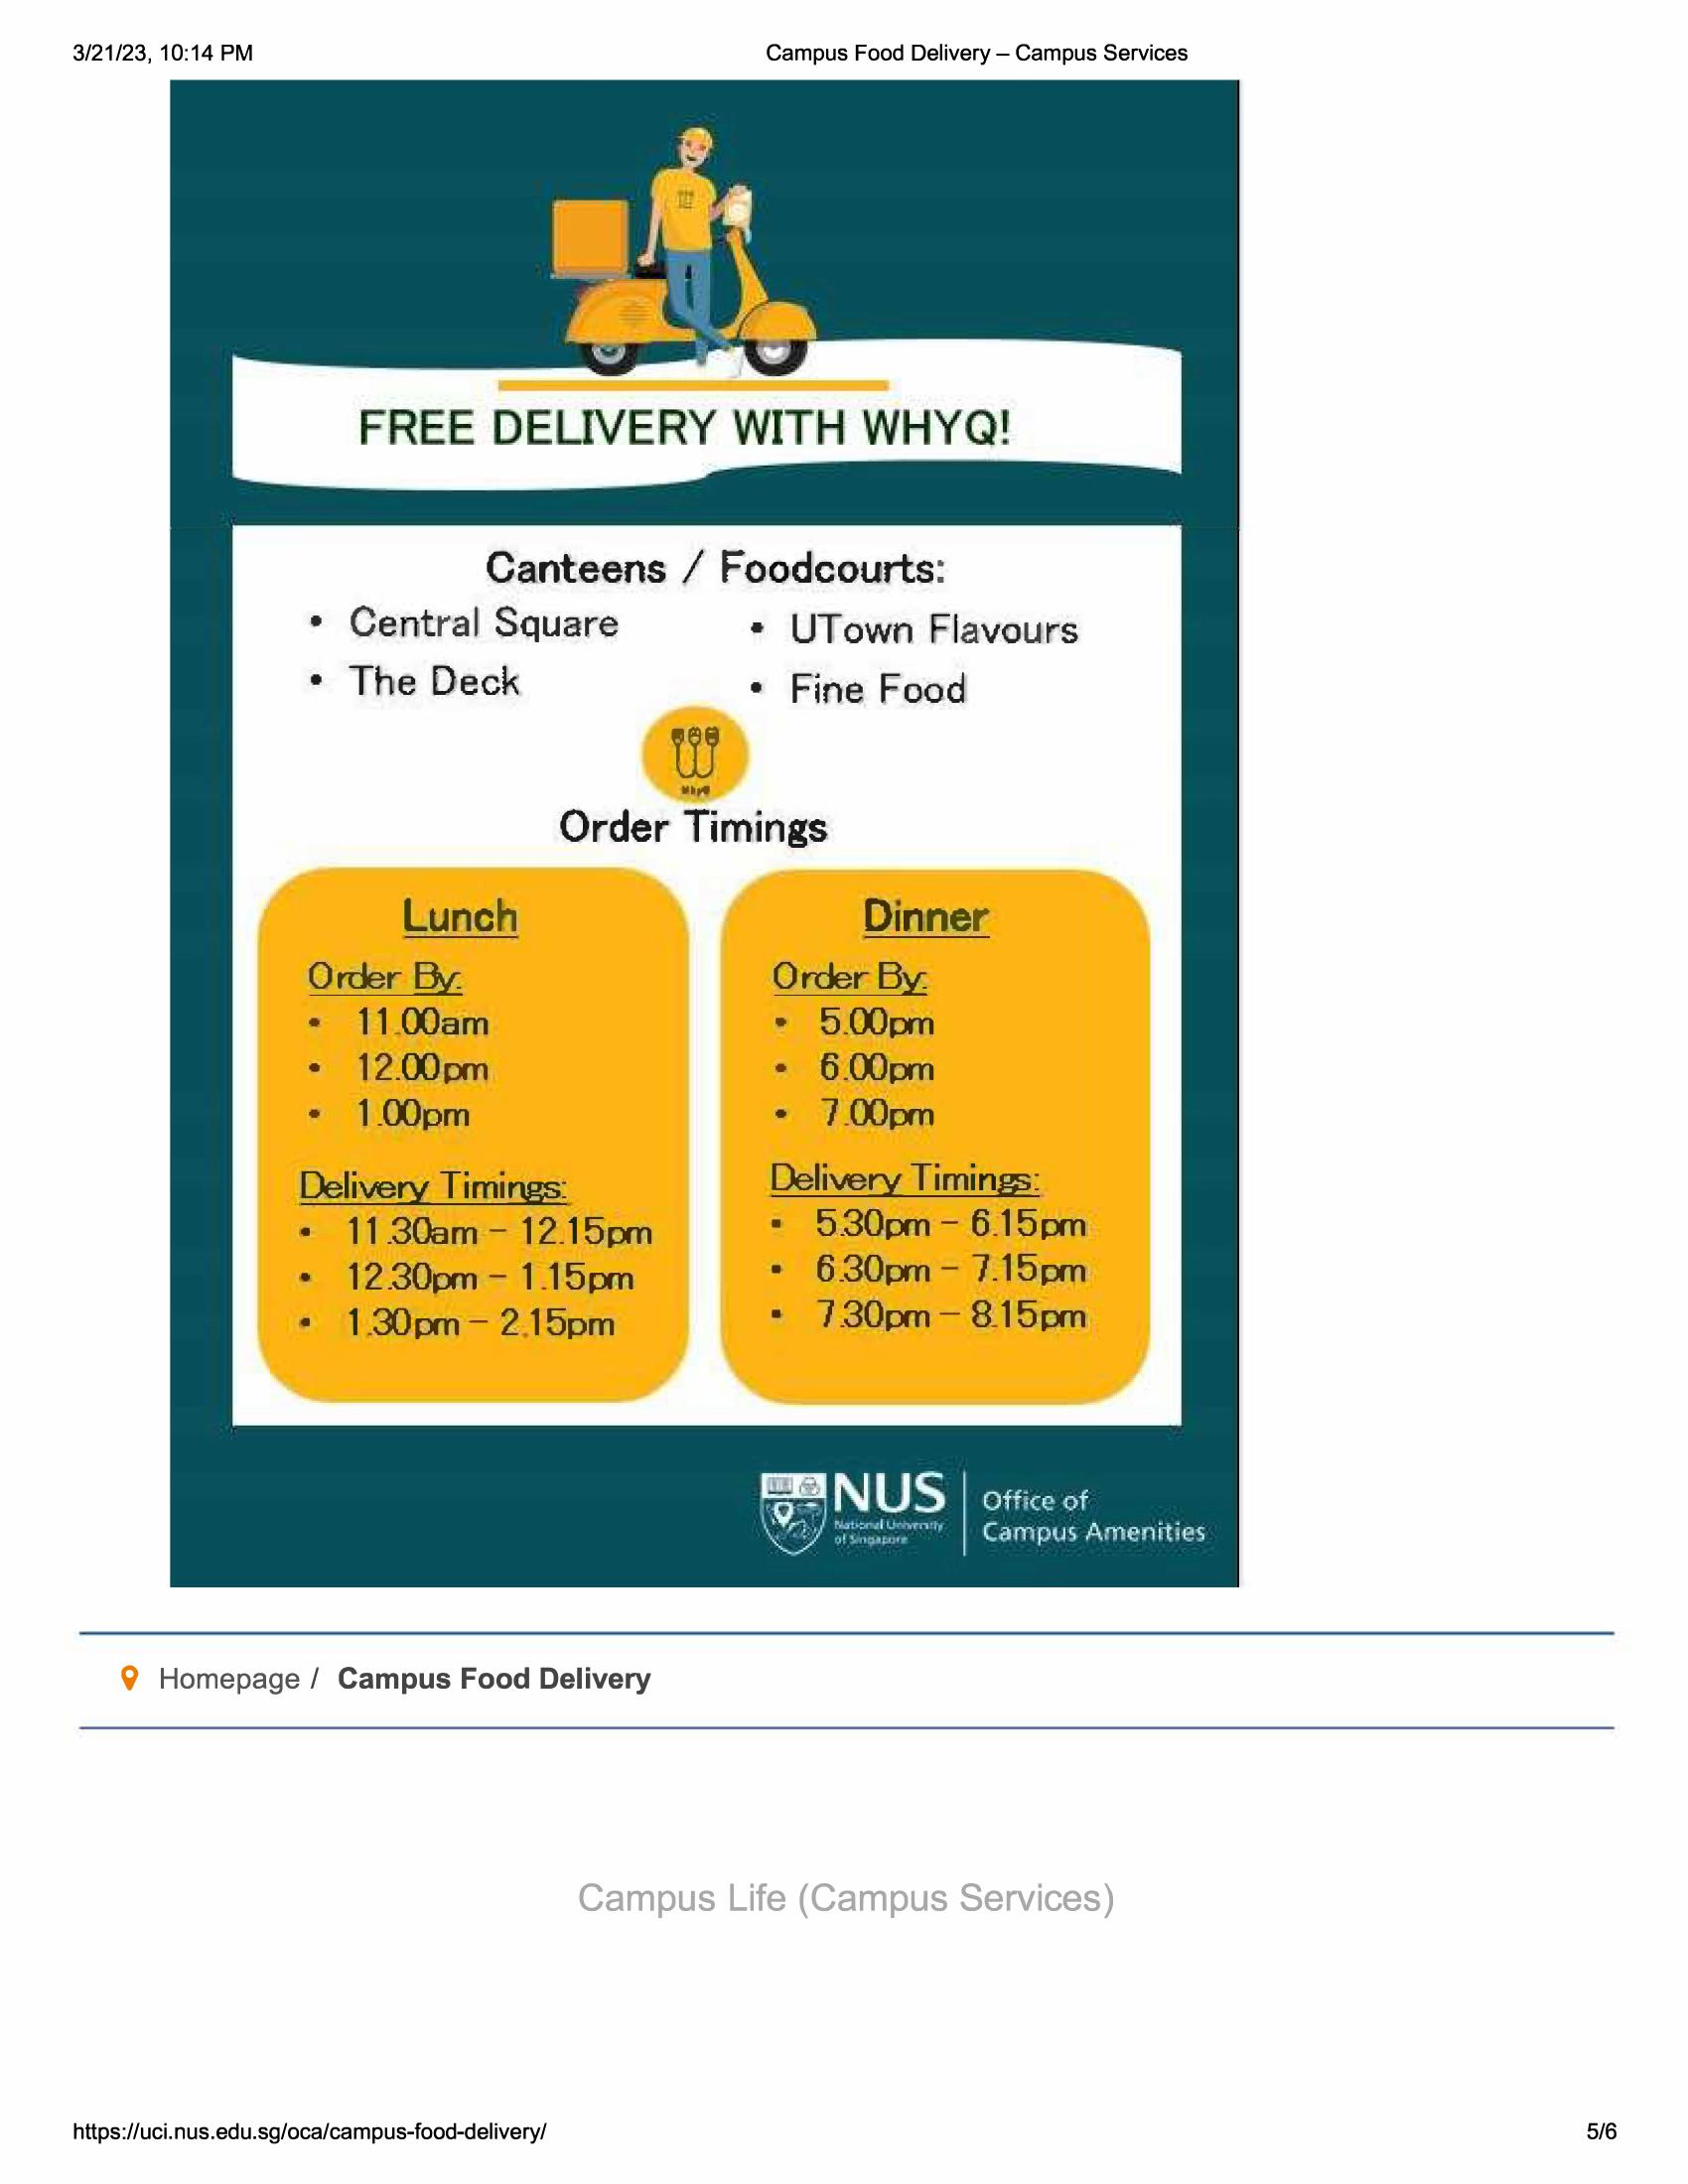 3/21/23, 10:14 PM
Campus Food Delivery – Campus Services
FREE DELIVERY WITH WHYQ!
Canteens / Foodcourts:
• Central Square
• The Deck
• UTown Flavours
• Fine Food
WhyQ
Order Timings
Lunch
Order By:
• 11.00am
• 12.00pm
• 1.00pm
Delivery Timings:
• 11.30am – 12.15pm
• 12.30pm – 1.15pm
• 1.30pm – 2.15pm
Dinner
Order By:
• 5.00pm
• 6.00pm
• 7.00pm
Delivery Timings:
• 5.30pm – 6.15pm
• 6.30pm – 7.15pm
• 7.30pm – 8.15pm
NUS
National University
of Singapore
Office of
Campus Amenities
Homepage / Campus Food Delivery
Campus Life (Campus Services)
https://uci.nus.edu.sg/oca/campus-food-delivery/
5/6